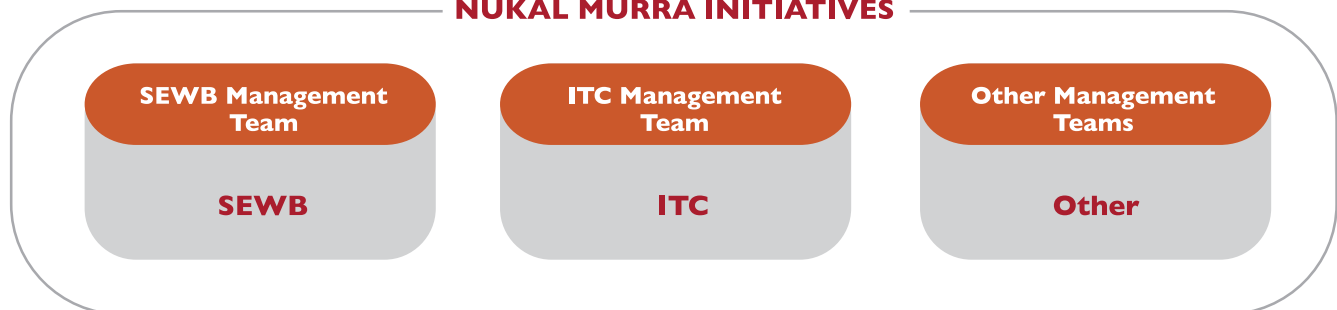 NUKAL MURRA INITIATIVES
SEWB Management
Team
ITC Management
Team
Other Management
Teams
SEWB
ITC
Other